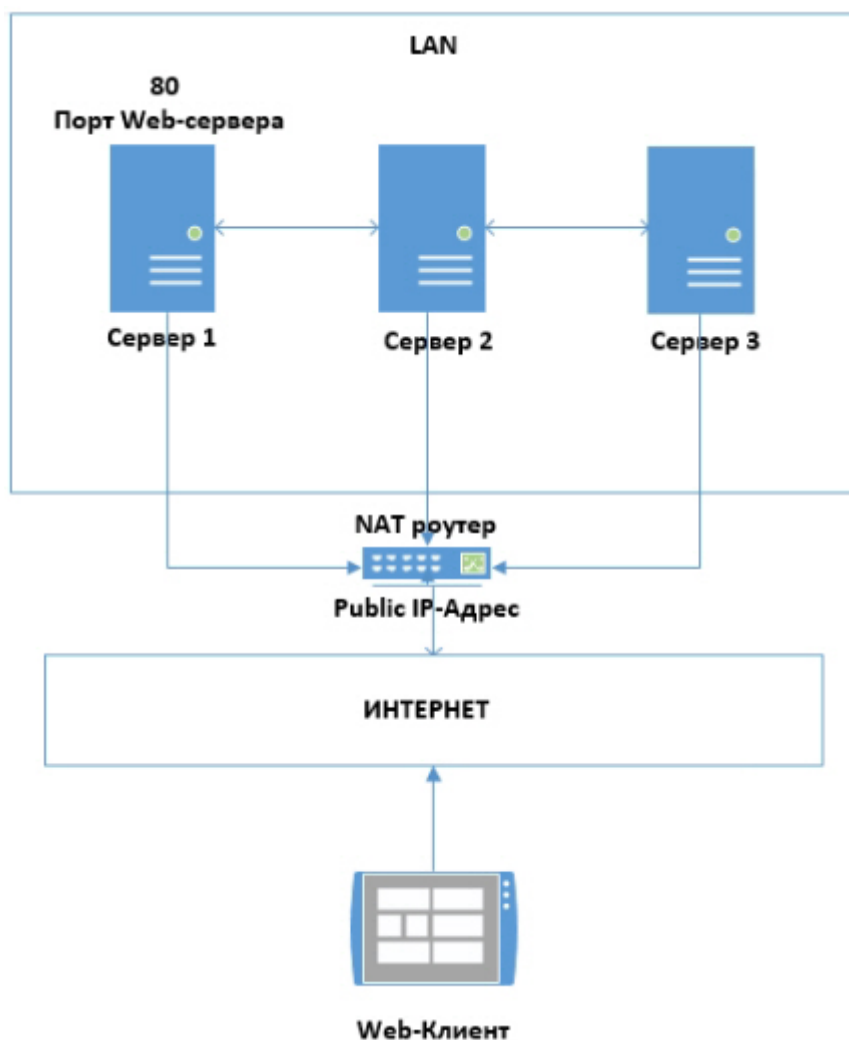 LAN
80
Порт Web-сервера
Сервер 1
Сервер 2
Сервер 3
NAT роутер
Public IP-Адрес
ИНТЕРНЕТ
Web-Клиент